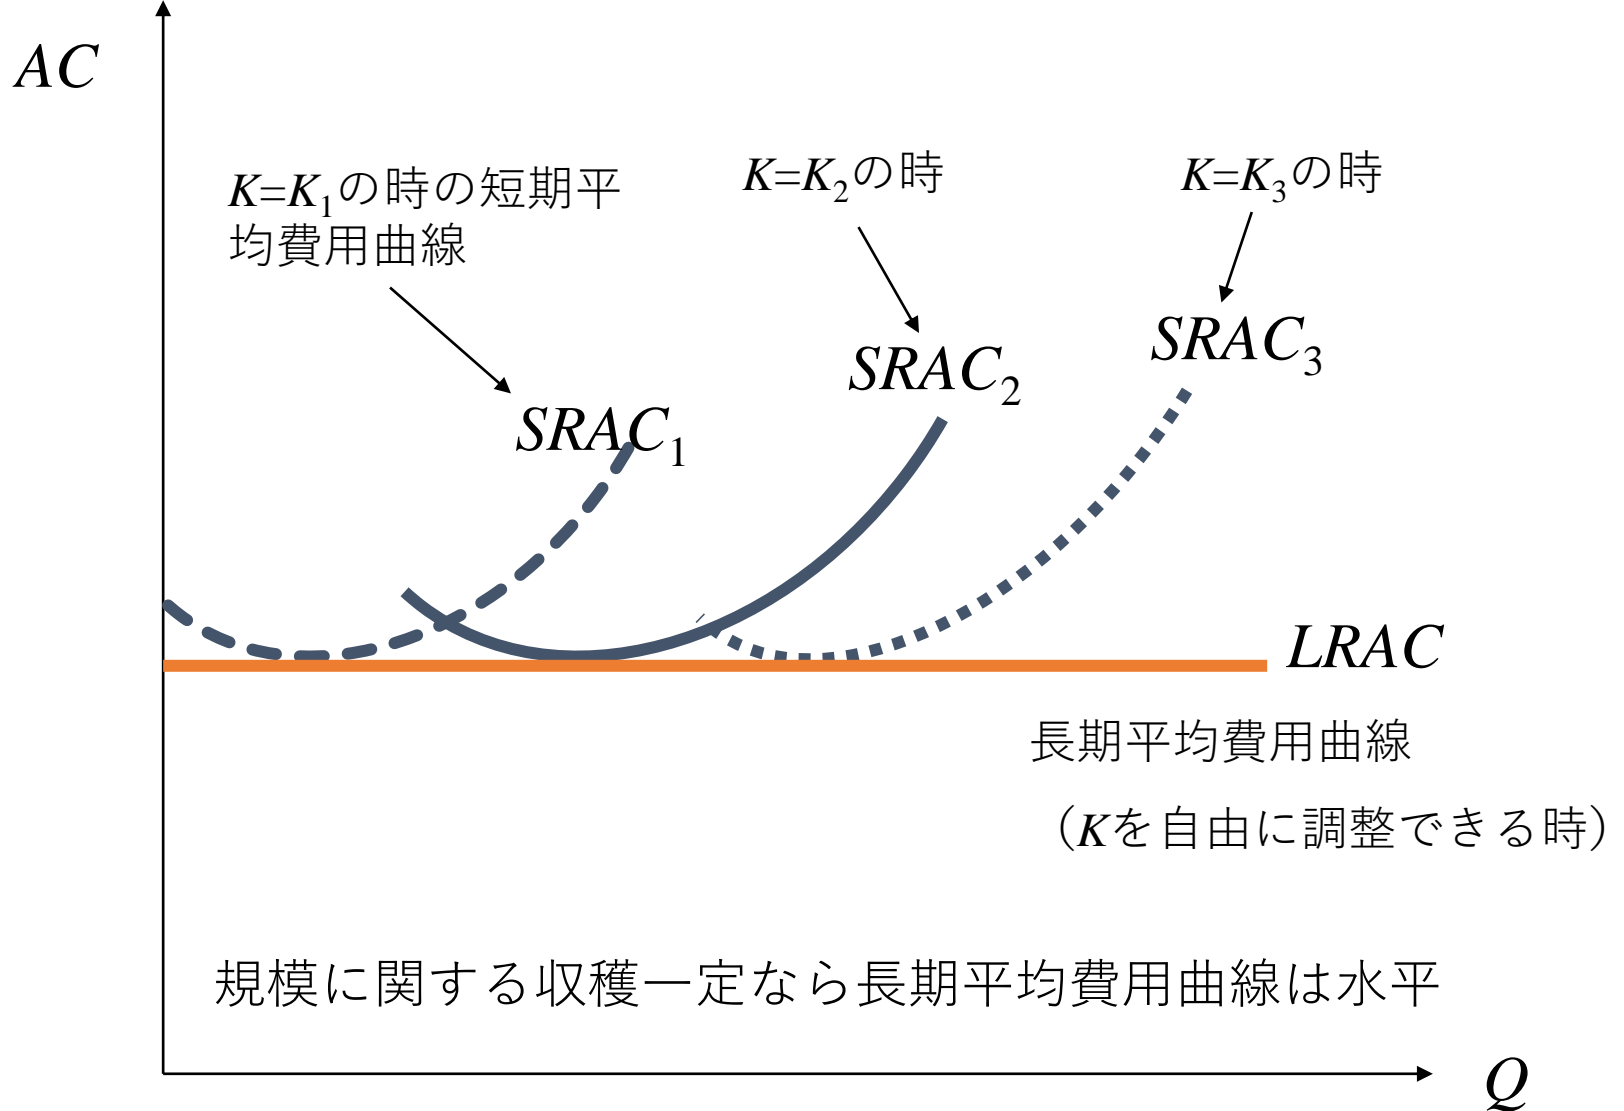 AC
K=K₁の時の短期平
均費用曲線
K=K₂の時
K=K₃の時
SRAC₁
SRAC₂
SRAC₃
LRAC
長期平均費用曲線
（Kを自由に調整できる時）
規模に関する収穫一定なら長期平均費用曲線は水平
Q